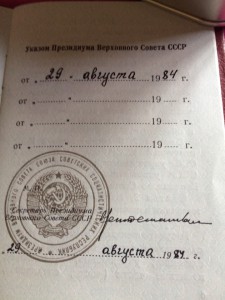 Указом Президиума Верховного Совета СССР
от „ 29 „ августа 1984 г.
от „ „ 19 г.
от „ „ 19 г.
от „ „ 19 г.
Секретарь Президиума
Верховного Совета СССР
29 августа 1984 г.